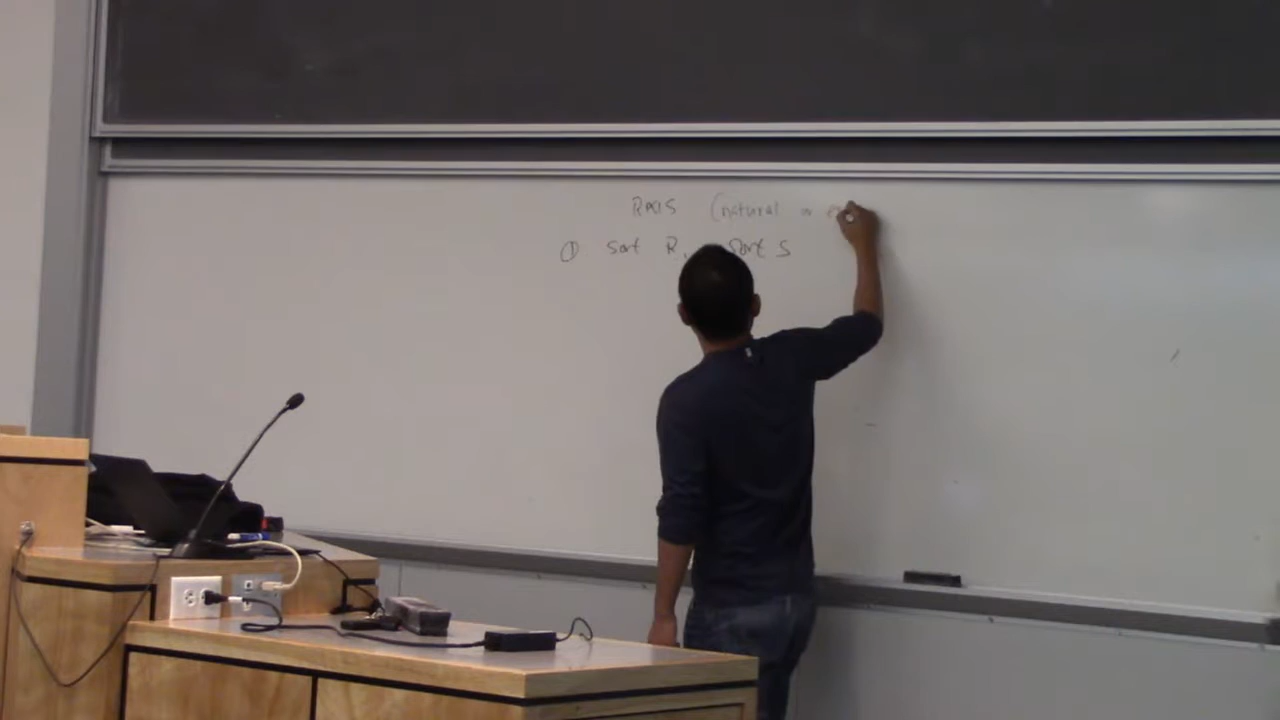 R⋈S (natural
① sort R, sort S